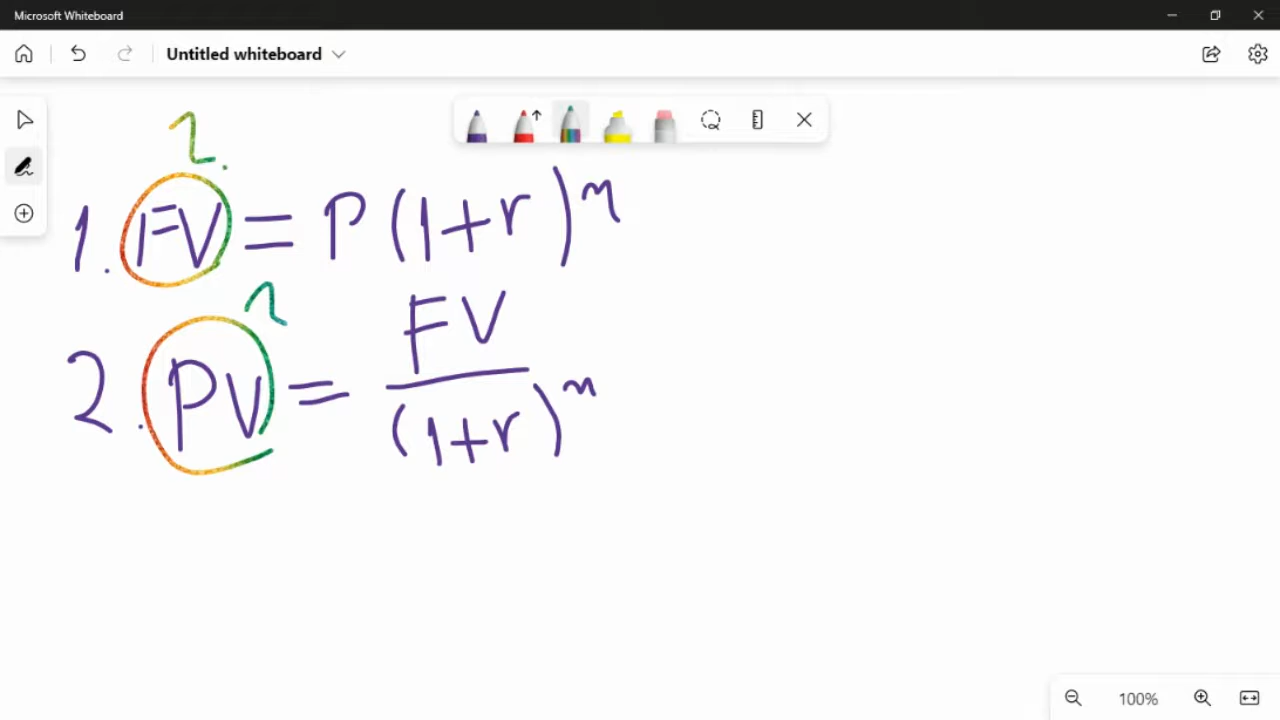 Microsoft Whiteboard
Untitled whiteboard
?
1. FV = P(1+r)^n
?
2. PV = FV / (1+r)^n
100%